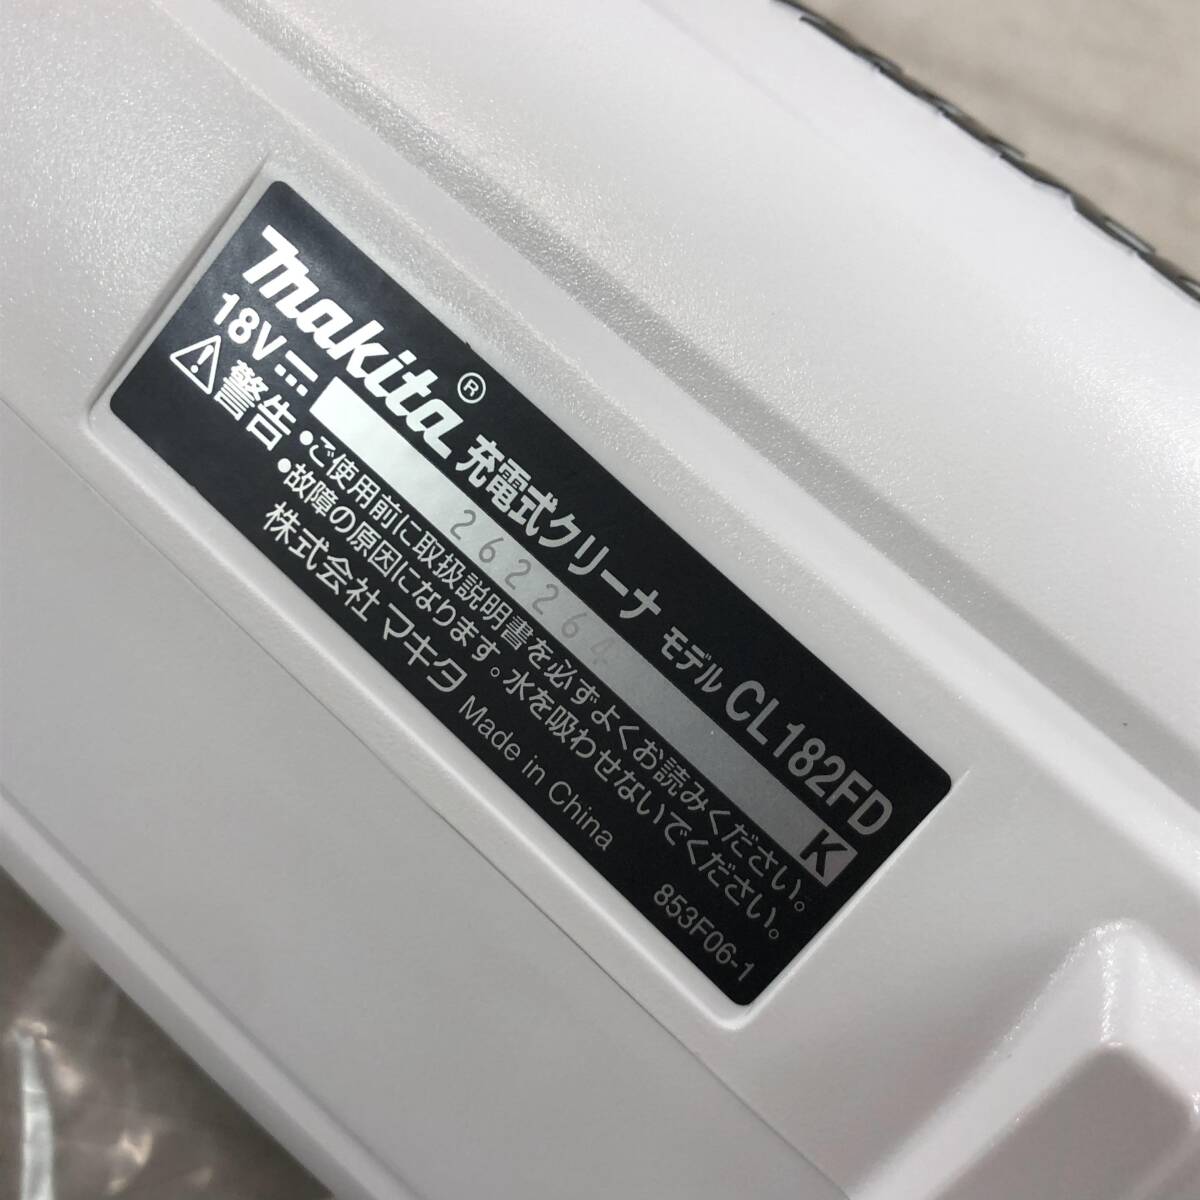 makita® 充電式クリーナ モデル CL182FD
18V 262264 K
警告 ●ご使用前に取扱説明書を必ずよくお読みください。
●故障の原因になります。水を吸わせないでください。
株式会社マキタ Made in China 853F06-1